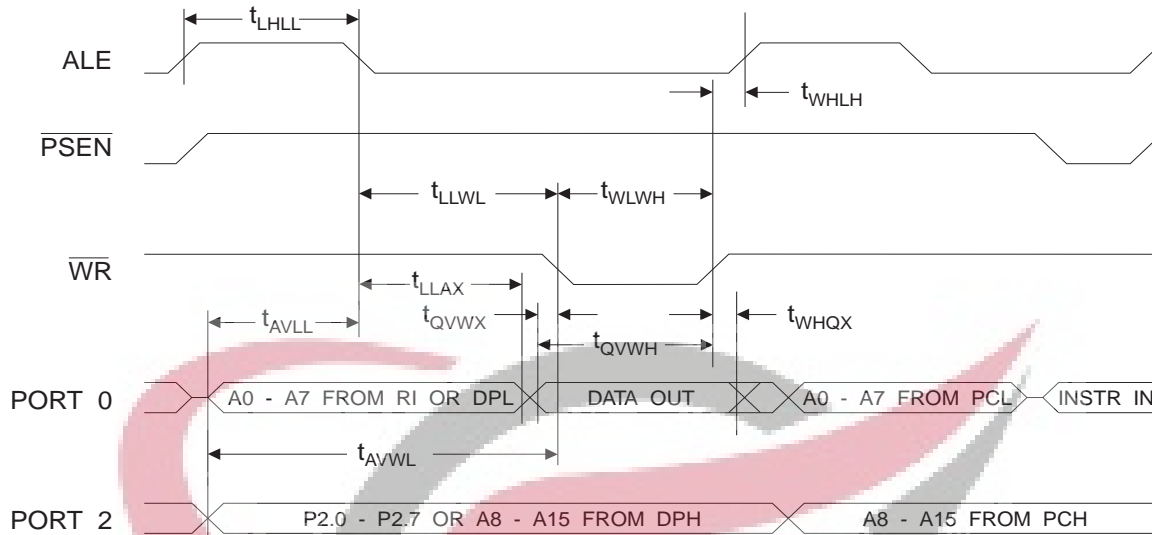 tLHLL
ALE
tWHLH
PSEN
tLLWL
tWLWH
WR
tLLAX
tAVLL
tQVWX
tWHQX
tQVWH
PORT 0
A0 - A7 FROM RI OR DPL
DATA OUT
A0 - A7 FROM PCL
INSTR IN
tAVWL
PORT 2
P2.0 - P2.7 OR A8 - A15 FROM DPH
A8 - A15 FROM PCH